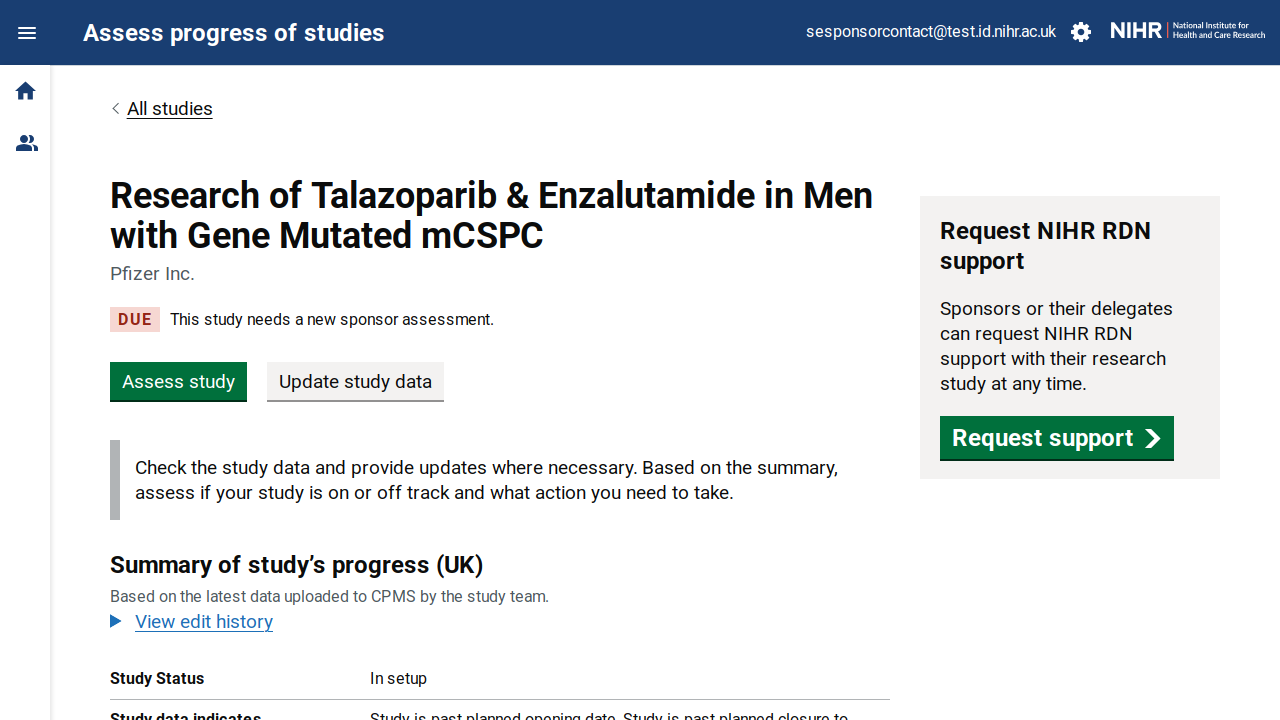 Assess progress of studies
sesponsorcontact@test.id.nihr.ac.uk
NIHR
National Institute for
Health and Care Research
All studies
Research of Talazoparib & Enzalutamide in Men
with Gene Mutated mCSPC
Pfizer Inc.
DUE This study needs a new sponsor assessment.
Assess study
Update study data
Check the study data and provide updates where necessary. Based on the summary,
assess if your study is on or off track and what action you need to take.
Summary of study’s progress (UK)
Based on the latest data uploaded to CPMS by the study team.
View edit history
Study Status In setup
Study data indicates Study is past planned opening date, Study is past planned closure to
Request NIHR RDN
support
Sponsors or their delegates
can request NIHR RDN
support with their research
study at any time.
Request support